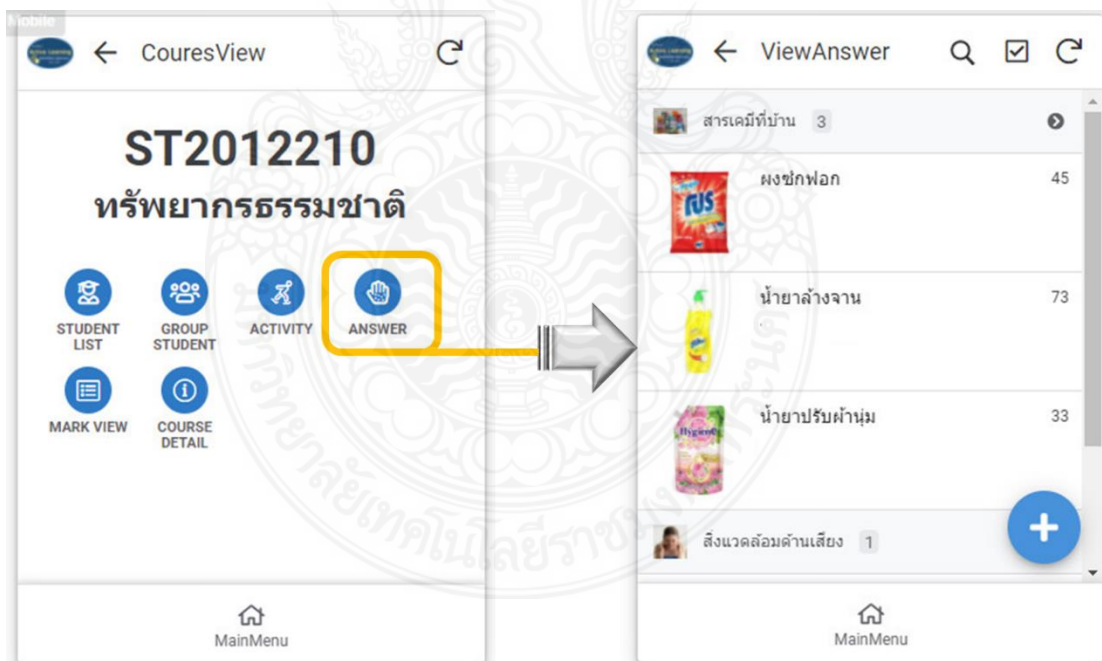 Mobile
CouresView
ST2012210
ทรัพยากรธรรมชาติ
STUDENT LIST
GROUP STUDENT
ACTIVITY
ANSWER
MARK VIEW
COURSE DETAIL
MainMenu
ViewAnswer
สารเคมีที่บ้าน 3
ผงซักฟอก 45
โปร
น้ำยาล้างจาน 73
น้ำยาปรับผ้านุ่ม 33
Hygiene
สิ่งแวดล้อมด้านเสียง 1
MainMenu